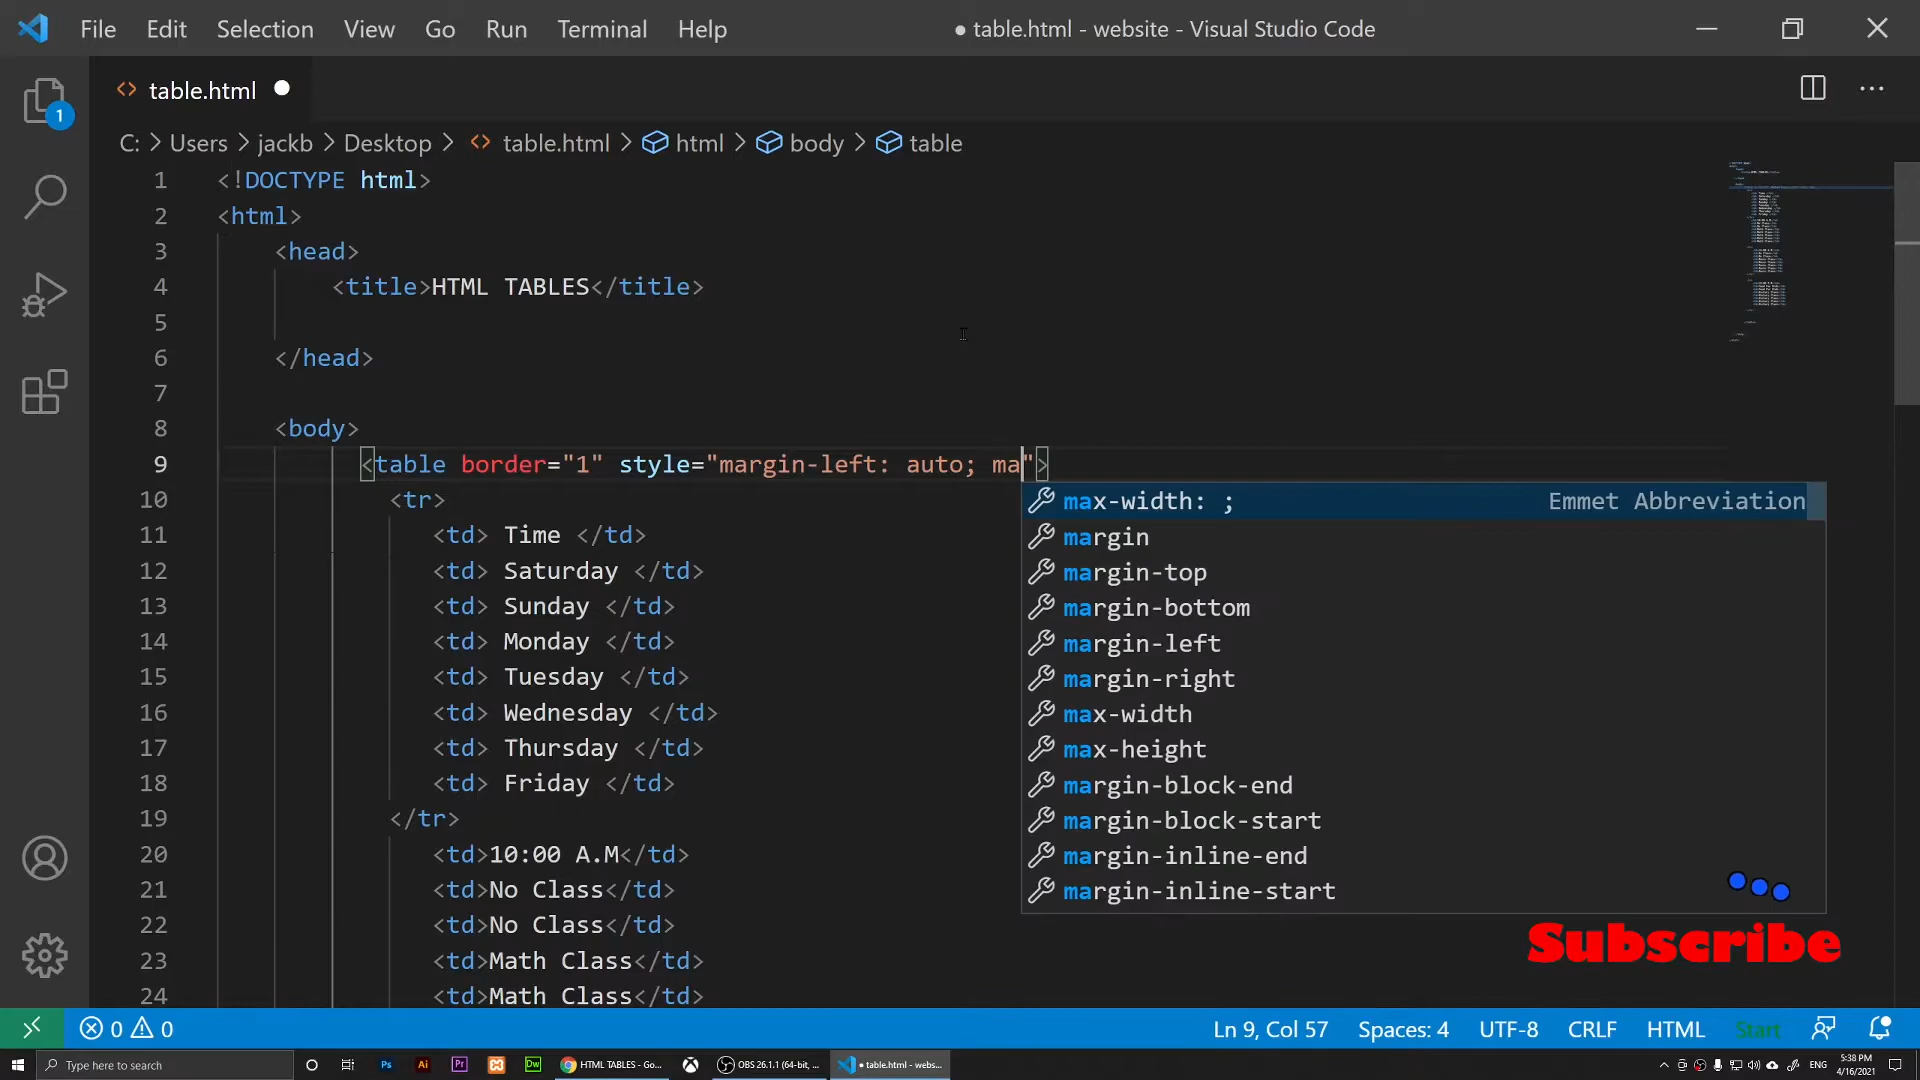 File Edit Selection View Go Run Terminal Help ● table.html - website - Visual Studio Code
table.html
1
C: > Users > jackb > Desktop > table.html > html > body > table
1 <!DOCTYPE html>
2 <html>
3 <head>
4 <title>HTML TABLES</title>
5
6 </head>
7
8 <body>
9 <table border="1" style="margin-left: auto; ma">
10 <tr>
11 <td> Time </td>
12 <td> Saturday </td>
13 <td> Sunday </td>
14 <td> Monday </td>
15 <td> Tuesday </td>
16 <td> Wednesday </td>
17 <td> Thursday </td>
18 <td> Friday </td>
19 </tr>
20 <td>10:00 A.M</td>
21 <td>No Class</td>
22 <td>No Class</td>
23 <td>Math Class</td>
24 <td>Math Class</td>
max-width: ; Emmet Abbreviation
margin
margin-top
margin-bottom
margin-left
margin-right
max-width
max-height
margin-block-end
margin-block-start
margin-inline-end
margin-inline-start
Subscribe
0 0 Ln 9, Col 57 Spaces: 4 UTF-8 CRLF HTML Start
Type here to search Ps Ai Pr Dw HTML TABLES - Go... OBS 26.1.1 (64-bit, ... ● table.html - webs... ENG 5:38 PM
4/16/2021